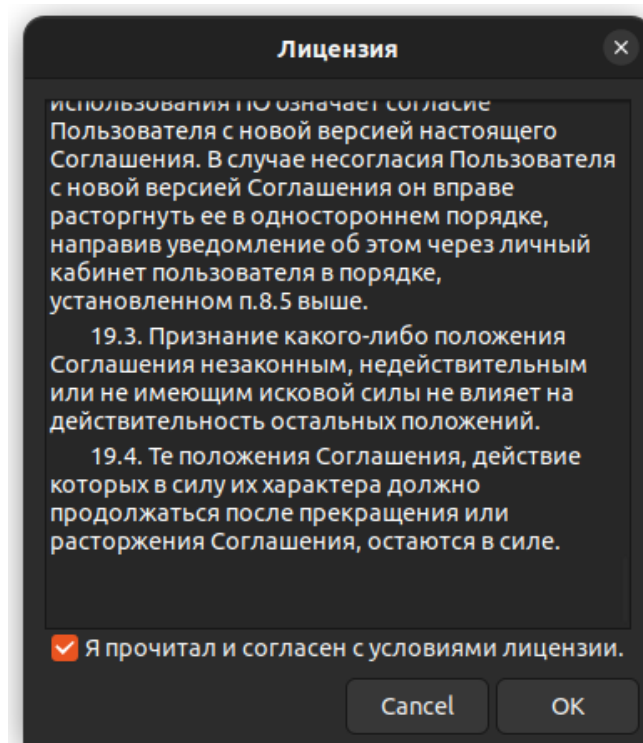 Лицензия
использования ПО означает согласие
Пользователя с новой версией настоящего
Соглашения. В случае несогласия Пользователя
с новой версией Соглашения он вправе
расторгнуть ее в одностороннем порядке,
направив уведомление об этом через личный
кабинет пользователя в порядке,
установленном п.8.5 выше.
19.3. Признание какого-либо положения
Соглашения незаконным, недействительным
или не имеющим исковой силы не влияет на
действительность остальных положений.
19.4. Те положения Соглашения, действие
которых в силу их характера должно
продолжаться после прекращения или
расторжения Соглашения, остаются в силе.
Я прочитал и согласен с условиями лицензии.
Cancel OK